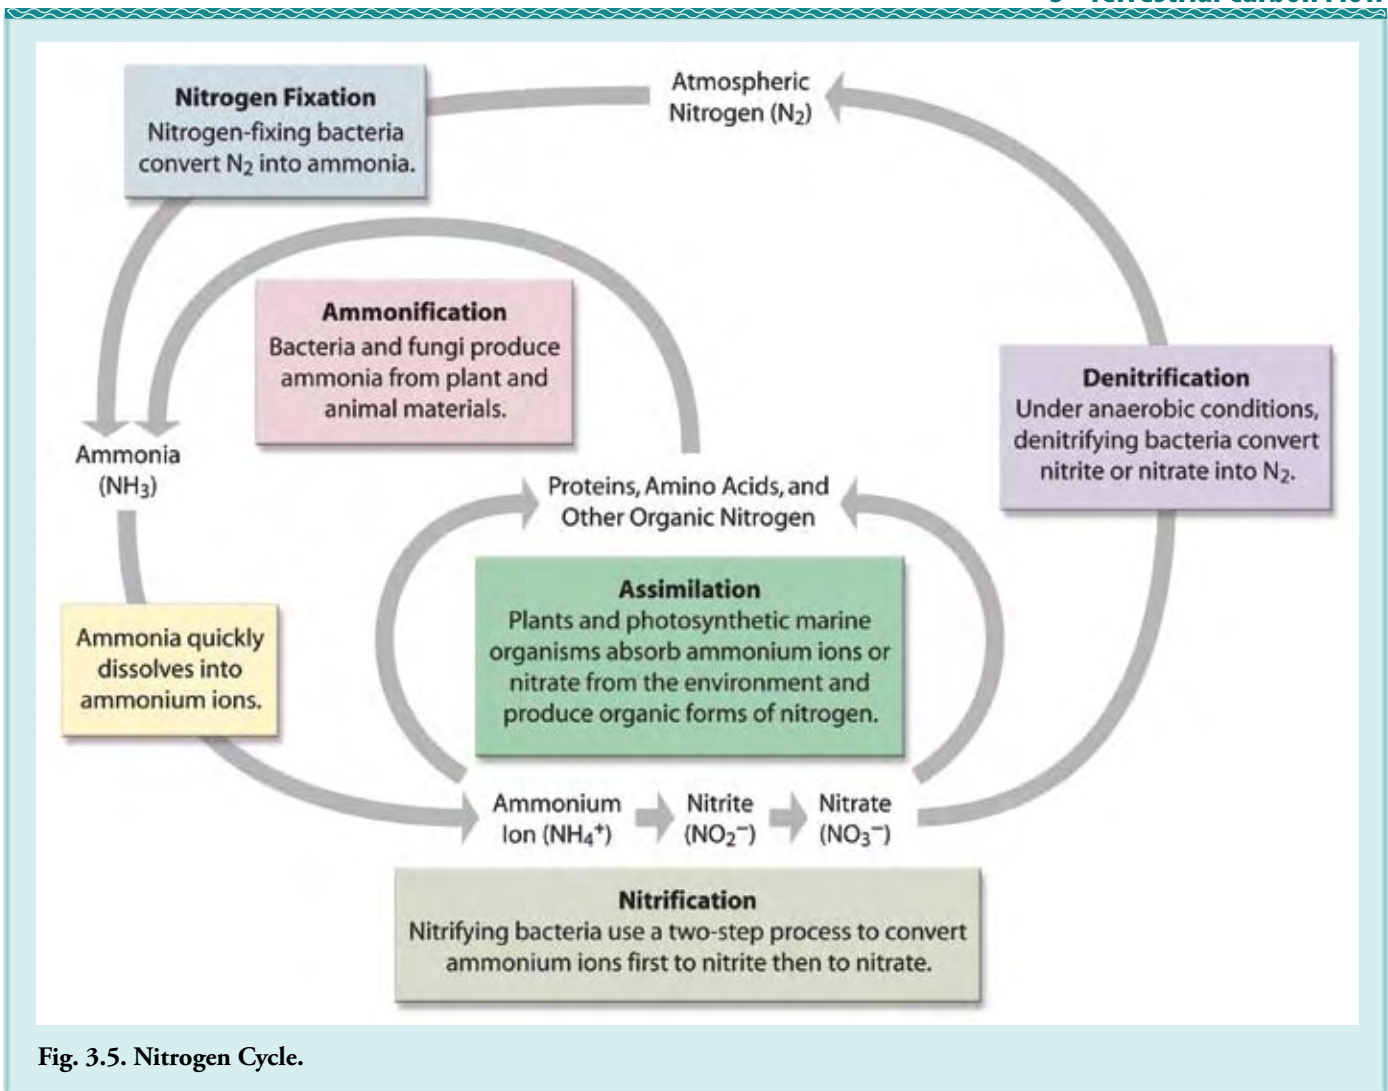 Nitrogen Fixation
Nitrogen-fixing bacteria
convert N₂ into ammonia.
Atmospheric
Nitrogen (N₂)
Ammonification
Bacteria and fungi produce
ammonia from plant and
animal materials.
Denitrification
Under anaerobic conditions,
denitrifying bacteria convert
nitrite or nitrate into N₂.
Ammonia
(NH₃)
Proteins, Amino Acids, and
Other Organic Nitrogen
Assimilation
Plants and photosynthetic marine
organisms absorb ammonium ions or
nitrate from the environment and
produce organic forms of nitrogen.
Ammonia quickly
dissolves into
ammonium ions.
Ammonium
Ion (NH₄⁺)
Nitrite
(NO₂⁻)
Nitrate
(NO₃⁻)
Nitrification
Nitrifying bacteria use a two-step process to convert
ammonium ions first to nitrite then to nitrate.
Fig. 3.5. Nitrogen Cycle.